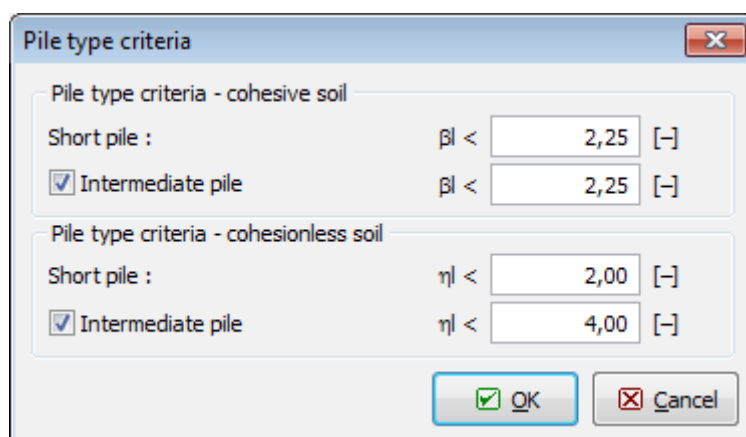 Pile type criteria
Pile type criteria - cohesive soil
Short pile : βl < 2,25 [–]
Intermediate pile βl < 2,25 [–]
Pile type criteria - cohesionless soil
Short pile : ηl < 2,00 [–]
Intermediate pile ηl < 4,00 [–]
OK Cancel